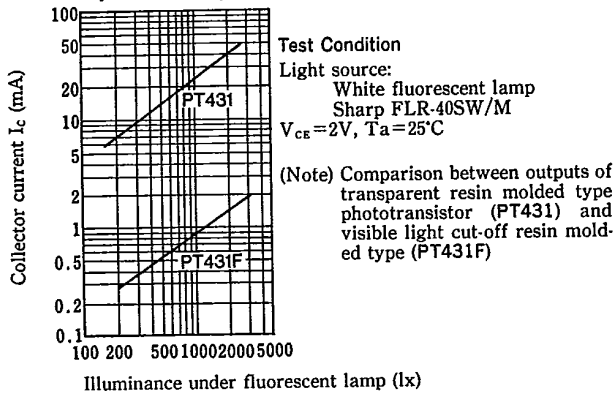 100
50
20
10
5
2
1
0.5
0.2
0.1
Collector current Ic (mA)
PT431
PT431F
100 200 500 1000 2000 5000
Illuminance under fluorescent lamp (lx)
Test Condition
Light source:
White fluorescent lamp
Sharp FLR-40SW/M
VCE=2V, Ta=25°C
(Note) Comparison between outputs of
transparent resin molded type
phototransistor (PT431) and
visible light cut-off resin mold-
ed type (PT431F)